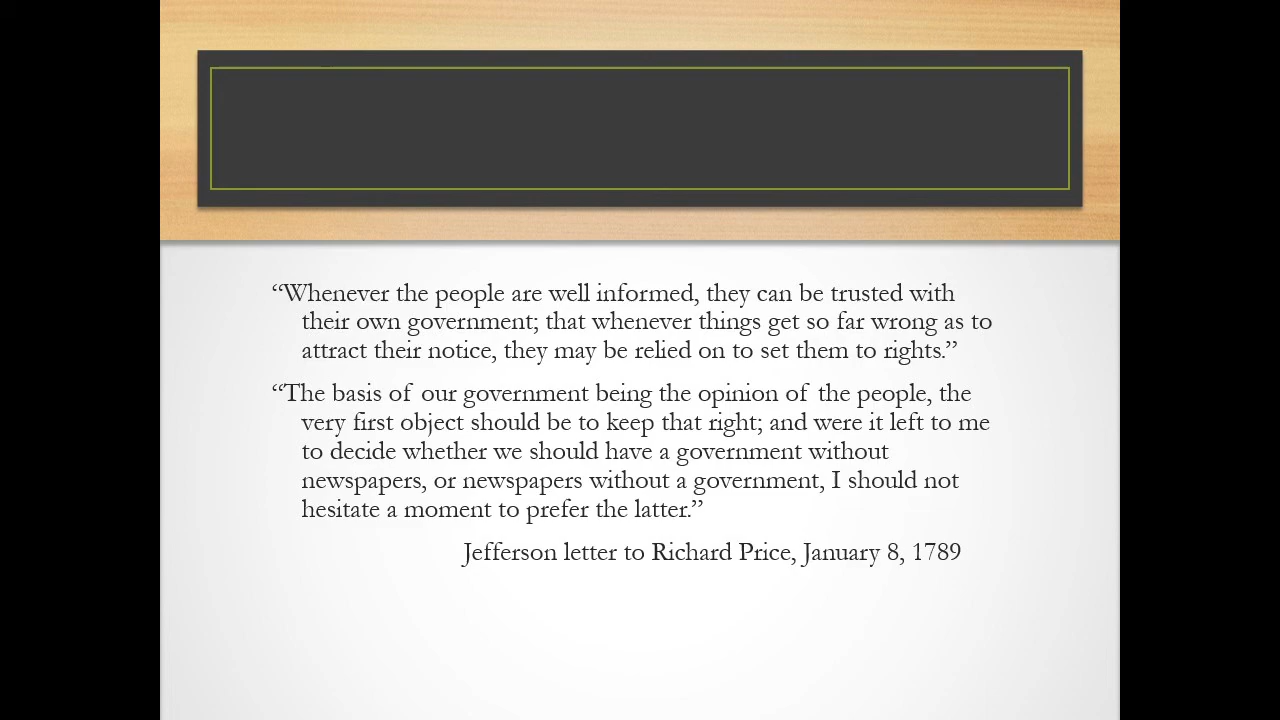 “Whenever the people are well informed, they can be trusted with
their own government; that whenever things get so far wrong as to
attract their notice, they may be relied on to set them to rights.”
“The basis of our government being the opinion of the people, the
very first object should be to keep that right; and were it left to me
to decide whether we should have a government without
newspapers, or newspapers without a government, I should not
hesitate a moment to prefer the latter.”
Jefferson letter to Richard Price, January 8, 1789